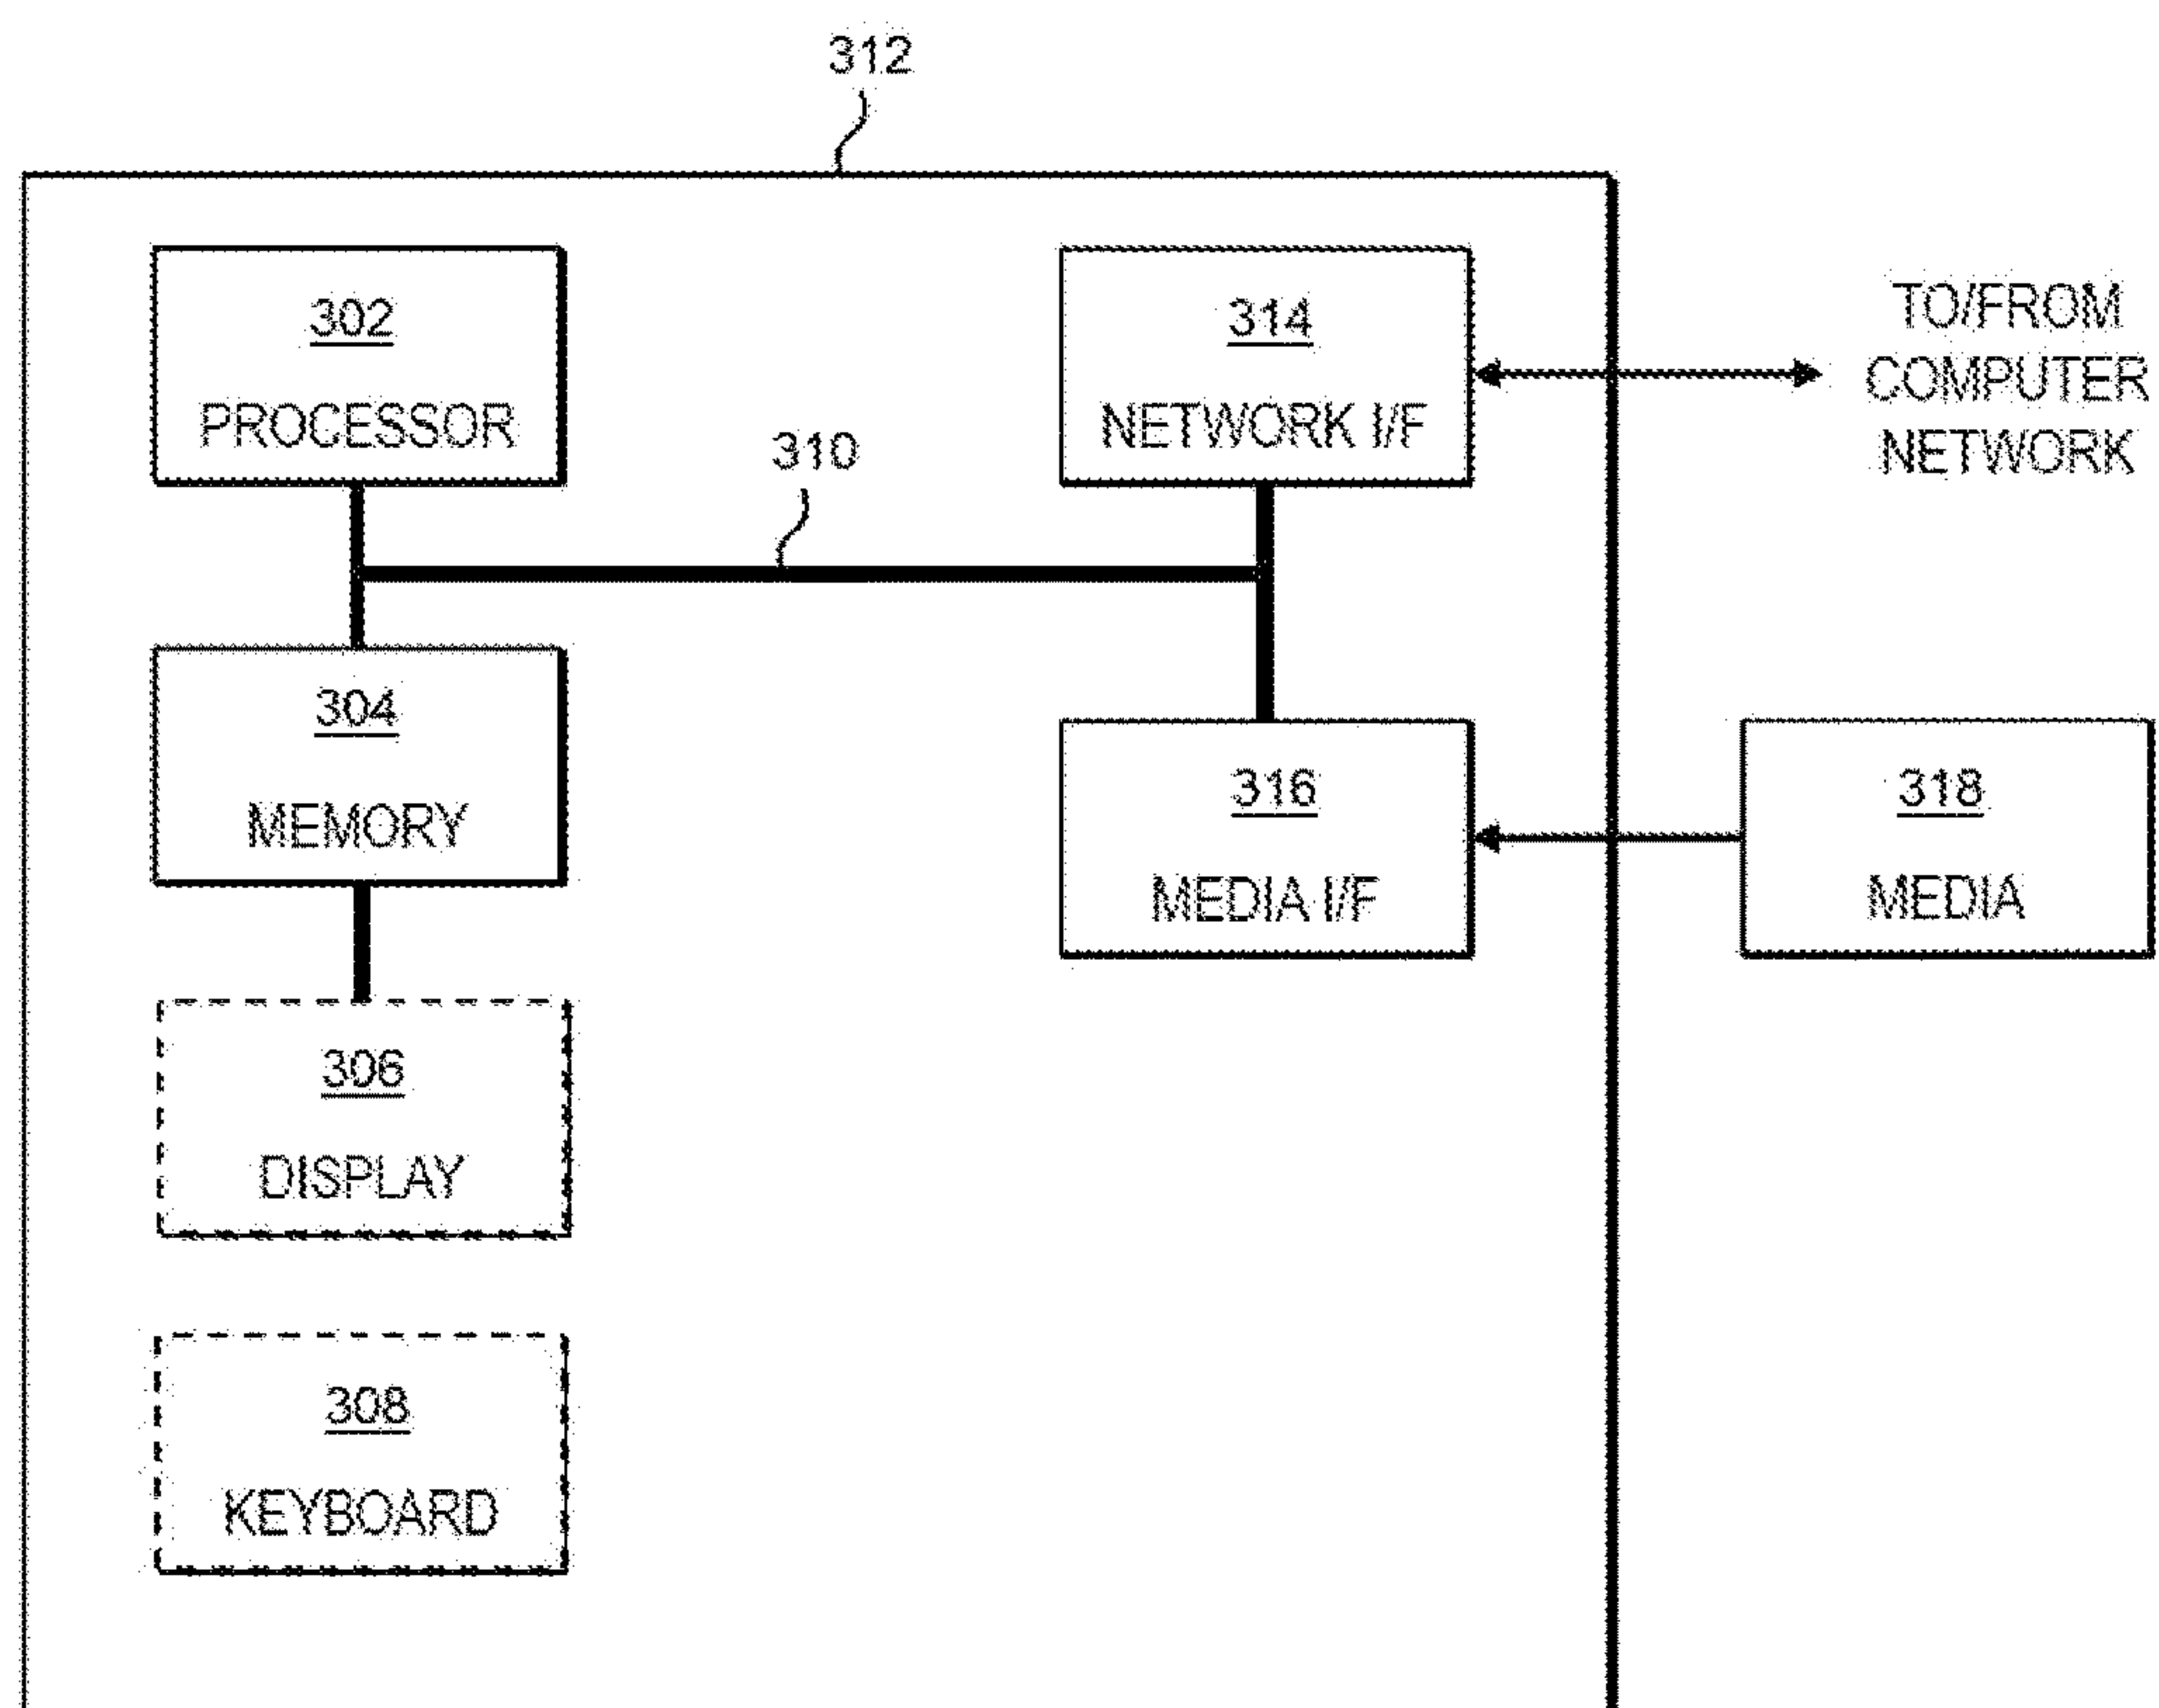 312
302
PROCESSOR
314
NETWORK I/F
TO/FROM
COMPUTER
NETWORK
310
304
MEMORY
316
MEDIA I/F
318
MEDIA
306
DISPLAY
308
KEYBOARD